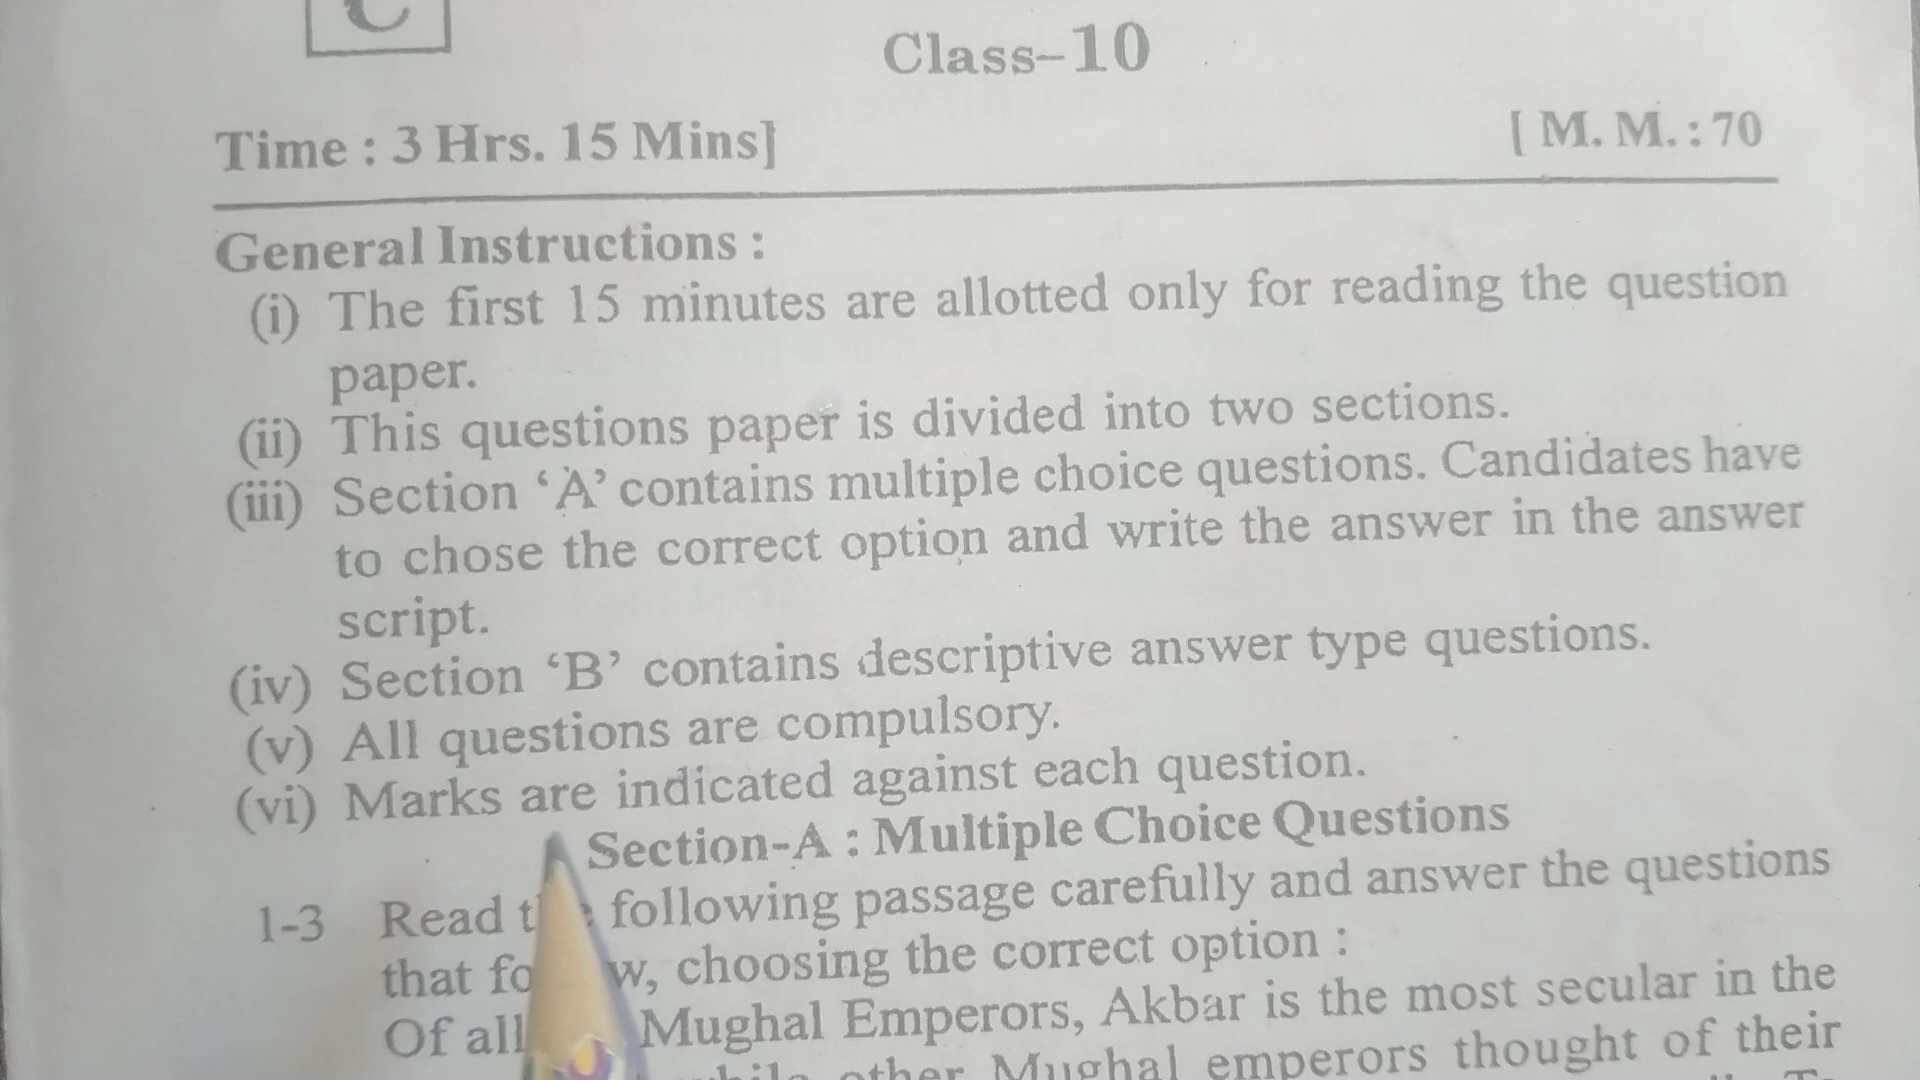 C
Class-10
Time : 3 Hrs. 15 Mins]
[ M. M. : 70
General Instructions :
(i) The first 15 minutes are allotted only for reading the question
paper.
(ii) This questions paper is divided into two sections.
(iii) Section ‘A’ contains multiple choice questions. Candidates have
to chose the correct option and write the answer in the answer
script.
(iv) Section ‘B’ contains descriptive answer type questions.
(v) All questions are compulsory.
(vi) Marks are indicated against each question.
Section-A : Multiple Choice Questions
1-3 Read following passage carefully and answer the questions
that choosing the correct option :
Of all Mughal Emperors, Akbar is the most secular in the
other Mughal emperors thought of their